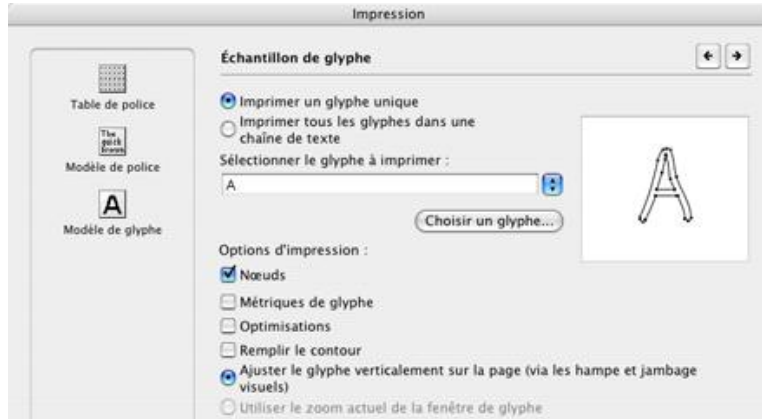 Impression
Échantillon de glyphe
Table de police
The
quick
brown
Modèle de police
A
Modèle de glyphe
Imprimer un glyphe unique
Imprimer tous les glyphes dans une
chaîne de texte
Sélectionner le glyphe à imprimer :
A
Choisir un glyphe...
A
Options d'impression :
Nœuds
Métriques de glyphe
Optimisations
Remplir le contour
Ajuster le glyphe verticalement sur la page (via les hampe et jambage
visuels)
Utiliser le zoom actuel de la fenêtre de glyphe